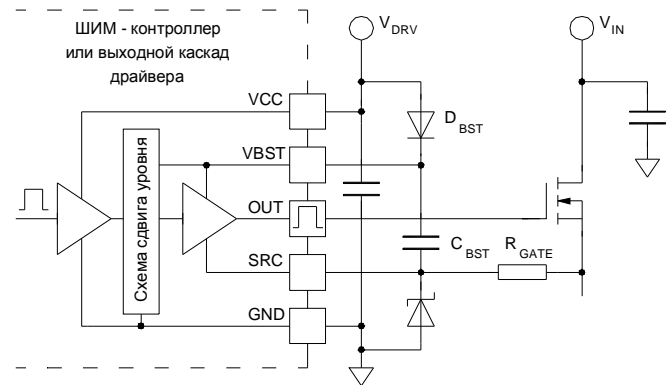 ШИМ - контроллер
или выходной каскад
драйвера
VCC
VBST
OUT
SRC
GND
Схема сдвига уровня
V_DRV
D_BST
C_BST
R_GATE
V_IN